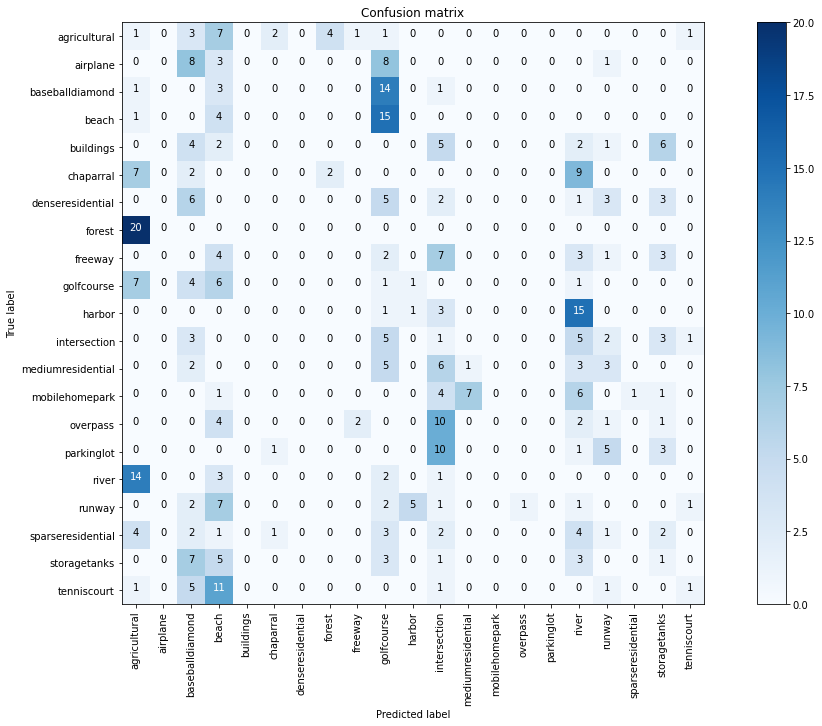 Confusion matrix
True label
agricultural 1 0 3 7 0 2 0 4 1 1 0 0 0 0 0 0 0 0 0 0 1
airplane 0 0 8 3 0 0 0 0 0 8 0 0 0 0 0 0 0 1 0 0 0
baseballdiamond 1 0 0 3 0 0 0 0 0 14 0 1 0 0 0 0 0 0 0 0 0
beach 1 0 0 4 0 0 0 0 0 15 0 0 0 0 0 0 0 0 0 0 0
buildings 0 0 4 2 0 0 0 0 0 0 0 5 0 0 0 0 2 1 0 6 0
chaparral 7 0 2 0 0 0 0 2 0 0 0 0 0 0 0 0 9 0 0 0 0
denseresidential 0 0 6 0 0 0 0 0 0 5 0 2 0 0 0 0 1 3 0 3 0
forest 20 0 0 0 0 0 0 0 0 0 0 0 0 0 0 0 0 0 0 0 0
freeway 0 0 0 4 0 0 0 0 0 2 0 7 0 0 0 0 3 1 0 3 0
golfcourse 7 0 4 6 0 0 0 0 0 1 1 0 0 0 0 0 1 0 0 0 0
harbor 0 0 0 0 0 0 0 0 0 1 1 3 0 0 0 0 15 0 0 0 0
intersection 0 0 3 0 0 0 0 0 0 5 0 1 0 0 0 0 5 2 0 3 1
mediumresidential 0 0 2 0 0 0 0 0 0 5 0 6 1 0 0 0 3 3 0 0 0
mobilehomepark 0 0 0 1 0 0 0 0 0 0 0 4 7 0 0 0 6 0 1 1 0
overpass 0 0 0 4 0 0 0 0 2 0 0 10 0 0 0 0 2 1 0 1 0
parkinglot 0 0 0 0 0 1 0 0 0 0 0 10 0 0 0 0 1 5 0 3 0
river 14 0 0 3 0 0 0 0 0 2 0 1 0 0 0 0 0 0 0 0 0
runway 0 0 2 7 0 0 0 0 0 2 5 1 0 0 1 0 1 0 0 0 1
sparseresidential 4 0 2 1 0 1 0 0 0 3 0 2 0 0 0 0 4 1 0 2 0
storagetanks 0 0 7 5 0 0 0 0 0 3 0 1 0 0 0 0 3 0 0 1 0
tenniscourt 1 0 5 11 0 0 0 0 0 0 0 1 0 0 0 0 0 1 0 0 1
agricultural
airplane
baseballdiamond
beach
buildings
chaparral
denseresidential
forest
freeway
golfcourse
harbor
intersection
mediumresidential
mobilehomepark
overpass
parkinglot
river
runway
sparseresidential
storagetanks
tenniscourt
Predicted label
20.0
17.5
15.0
12.5
10.0
7.5
5.0
2.5
0.0